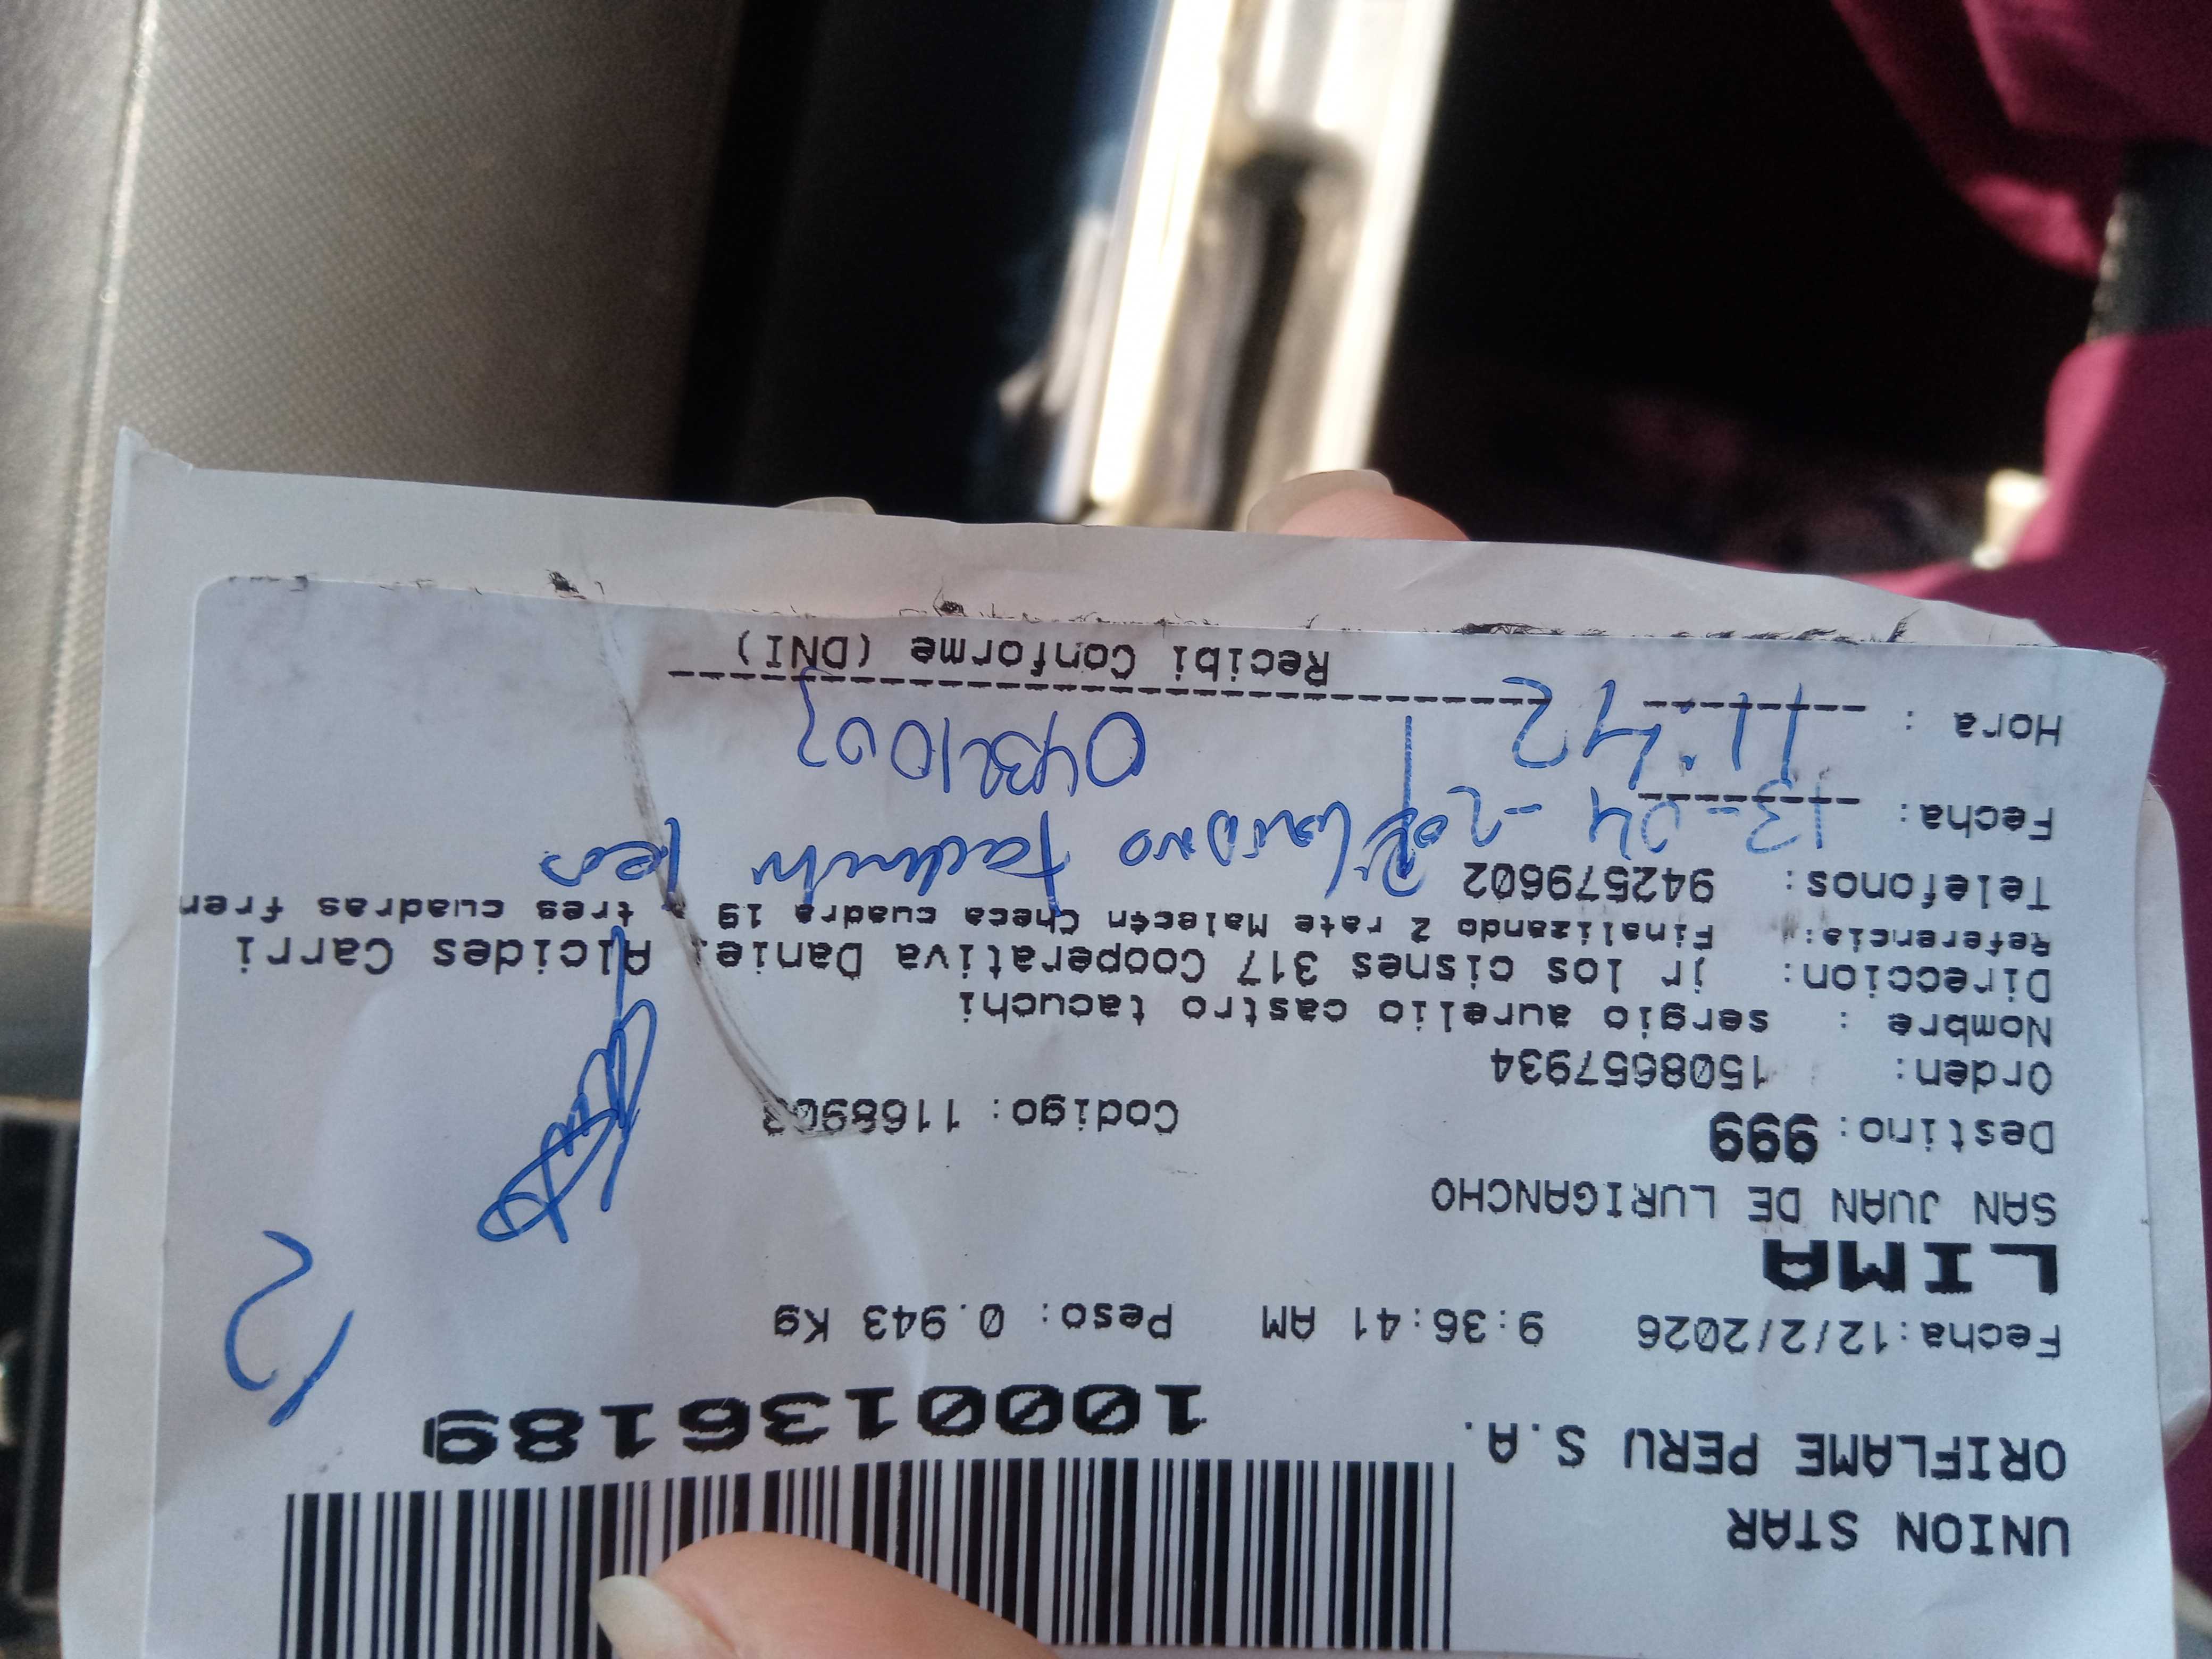 UNION STAR
ORIFLAME PERU S.A.
1000136189
Fecha:12/2/2026 9:36:41 AM Peso: 0.943 Kg
12
LIMA
SAN JUAN DE LURIGANCHO
Destino: 999 Codigo: 116890
Orden: 1508657934
Nombre : sergio aurelio castro tacuchi
Direccion: jr los cisnes 317 Cooperativa Daniel Alcides Carri
Referencia: Finalizando Z rate Malecón Checa cuadra 19 tres cuadras fren
Telefonos: 942579602
Fecha: 13-04-
Hora : 11:42
Recibi Conforme (DNI)